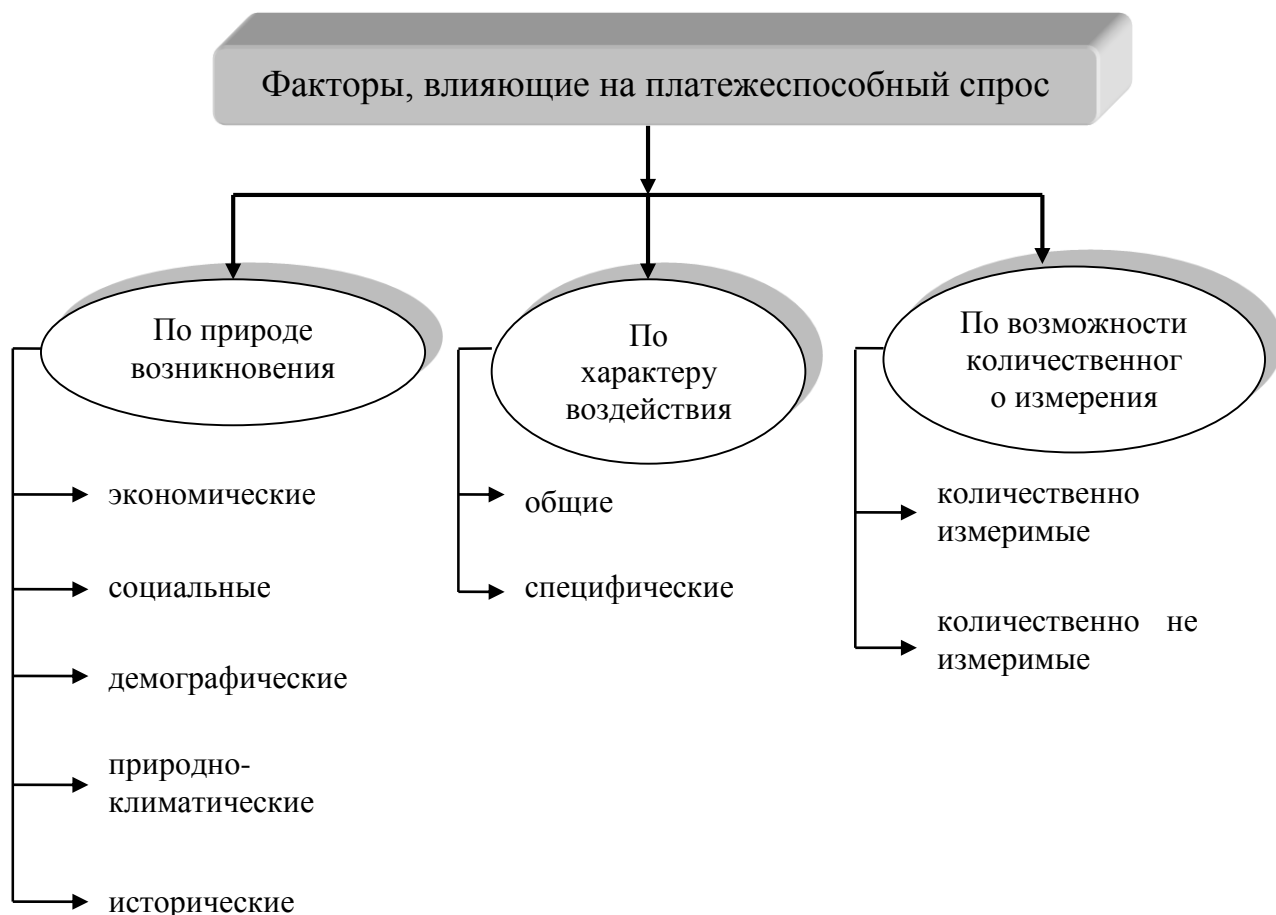 Факторы, влияющие на платежеспособный спрос
По природе
возникновения
экономические
социальные
демографические
природно-
климатические
исторические
По
характеру
воздействия
общие
специфические
По возможности
количественног
о измерения
количественно
измеримые
количественно не
измеримые